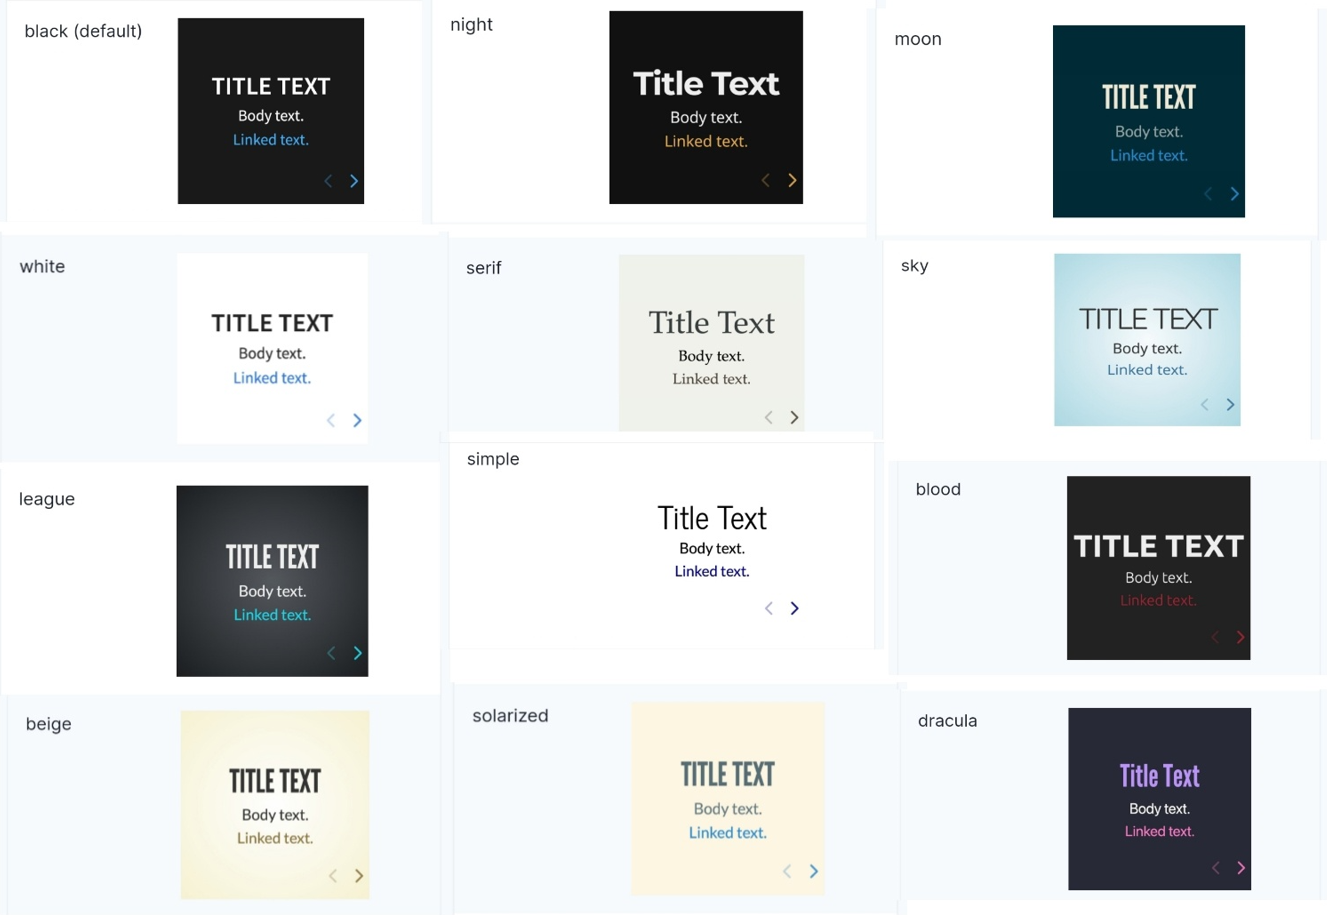 black (default)
TITLE TEXT
Body text.
Linked text.
night
Title Text
Body text.
Linked text.
moon
TITLE TEXT
Body text.
Linked text.
white
TITLE TEXT
Body text.
Linked text.
serif
Title Text
Body text.
Linked text.
sky
TITLE TEXT
Body text.
Linked text.
league
TITLE TEXT
Body text.
Linked text.
simple
Title Text
Body text.
Linked text.
blood
TITLE TEXT
Body text.
Linked text.
beige
TITLE TEXT
Body text.
Linked text.
solarized
TITLE TEXT
Body text.
Linked text.
dracula
Title Text
Body text.
Linked text.